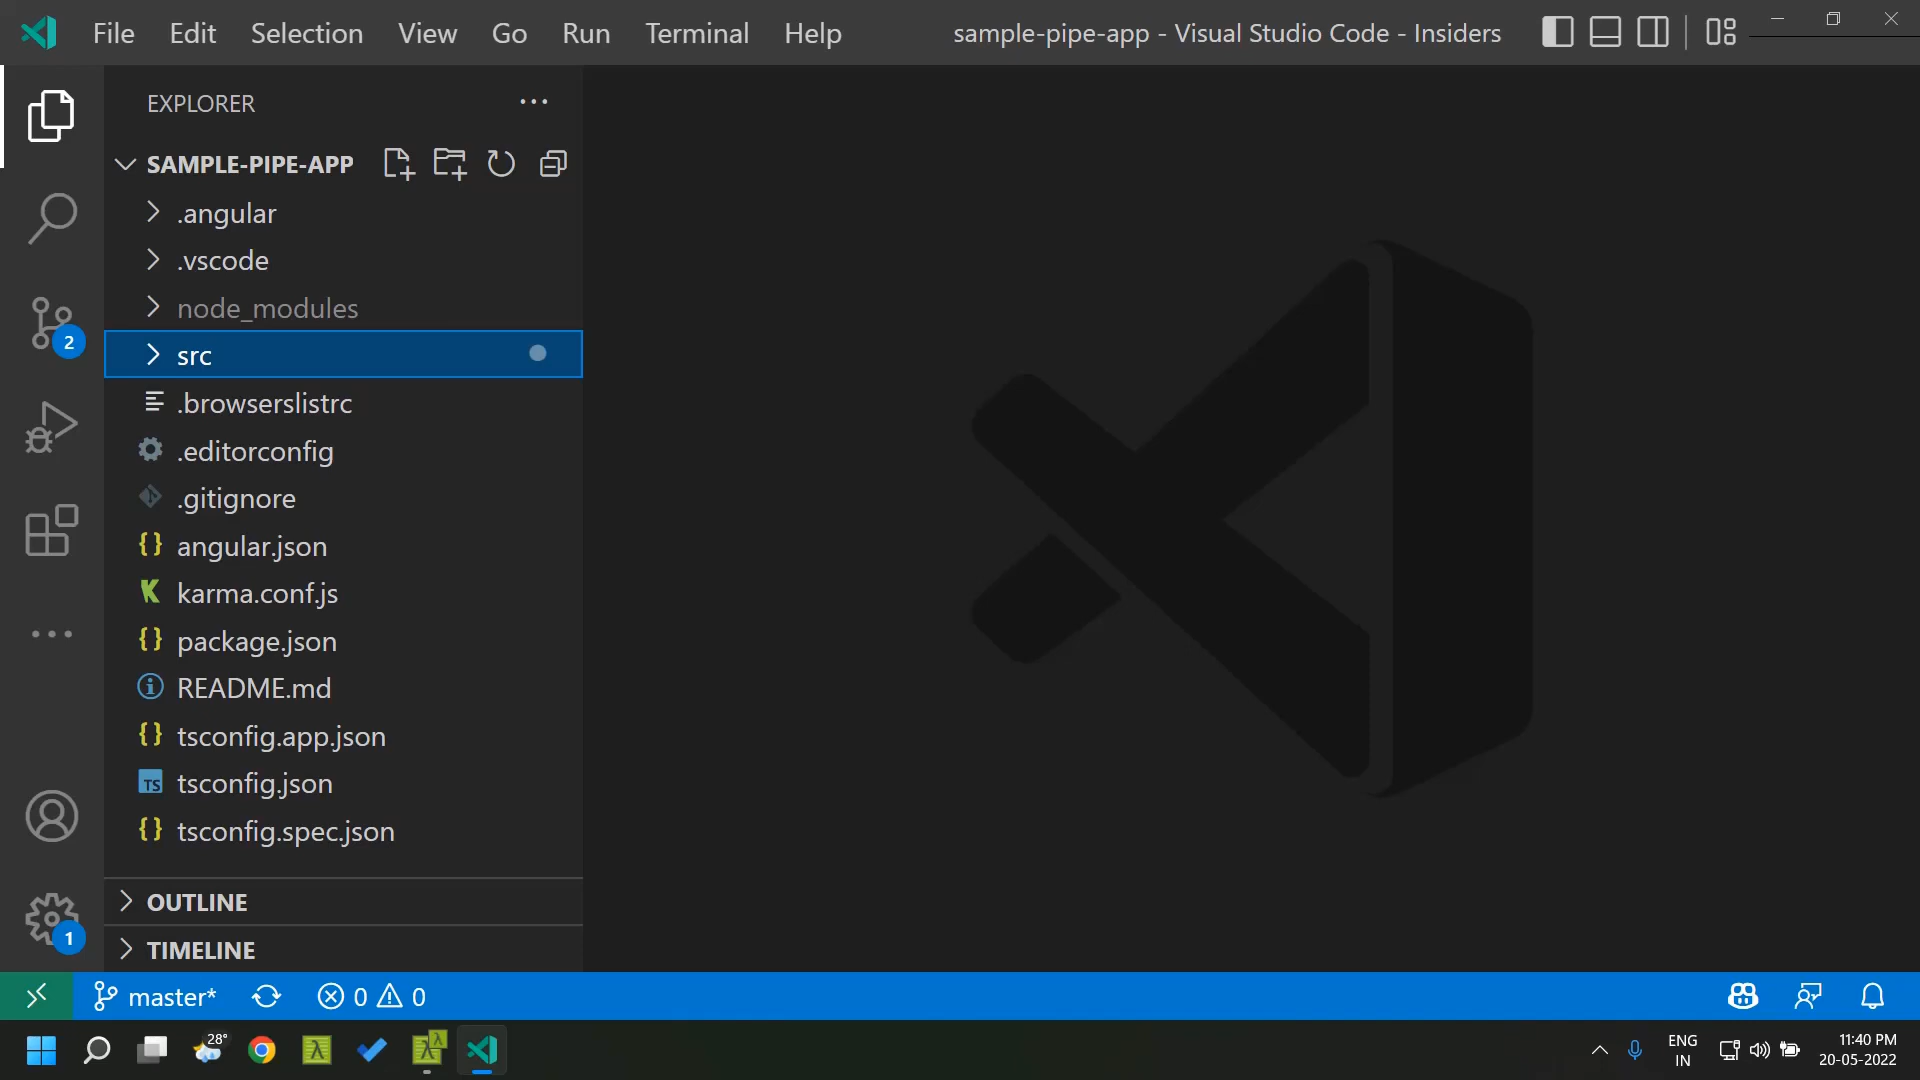 File Edit Selection View Go Run Terminal Help sample-pipe-app - Visual Studio Code - Insiders
EXPLORER
SAMPLE-PIPE-APP
.angular
.vscode
node_modules
src
.browserslistrc
.editorconfig
.gitignore
{} angular.json
K karma.conf.js
{} package.json
README.md
{} tsconfig.app.json
TS tsconfig.json
{} tsconfig.spec.json
OUTLINE
TIMELINE
2
1
master* 0 0
28°
λ
λ λ
ENG
IN
11:40 PM
20-05-2022